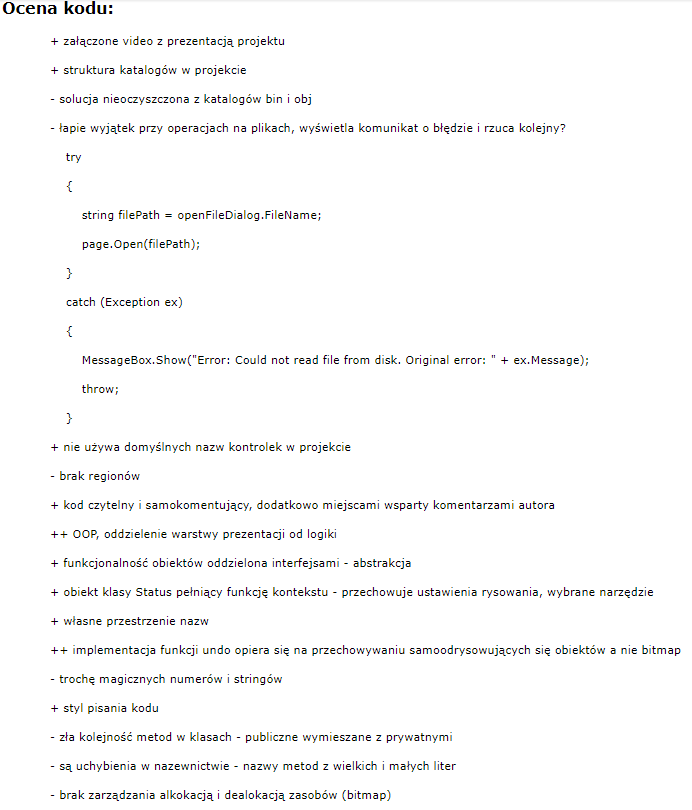 Ocena kodu:
+ załączone video z prezentacją projektu
+ struktura katalogów w projekcie
- solucja nieoczyszczona z katalogów bin i obj
- łapie wyjątek przy operacjach na plikach, wyświetla komunikat o błędzie i rzuca kolejny?
try
{
string filePath = openFileDialog.FileName;
page.Open(filePath);
}
catch (Exception ex)
{
MessageBox.Show("Error: Could not read file from disk. Original error: " + ex.Message);
throw;
}
+ nie używa domyślnych nazw kontrolek w projekcie
- brak regionów
+ kod czytelny i samokomentujący, dodatkowo miejscami wsparty komentarzami autora
++ OOP, oddzielenie warstwy prezentacji od logiki
+ funkcjonalność obiektów oddzielona interfejsami - abstrakcja
+ obiekt klasy Status pełniący funkcję kontekstu - przechowuje ustawienia rysowania, wybrane narzędzie
+ własne przestrzenie nazw
++ implementacja funkcji undo opiera się na przechowywaniu samoodrysowujących się obiektów a nie bitmap
- trochę magicznych numerów i stringów
+ styl pisania kodu
- zła kolejność metod w klasach - publiczne wymieszane z prywatnymi
- są uchybienia w nazewnictwie - nazwy metod z wielkich i małych liter
- brak zarządzania alkokacją i dealokacją zasobów (bitmap)